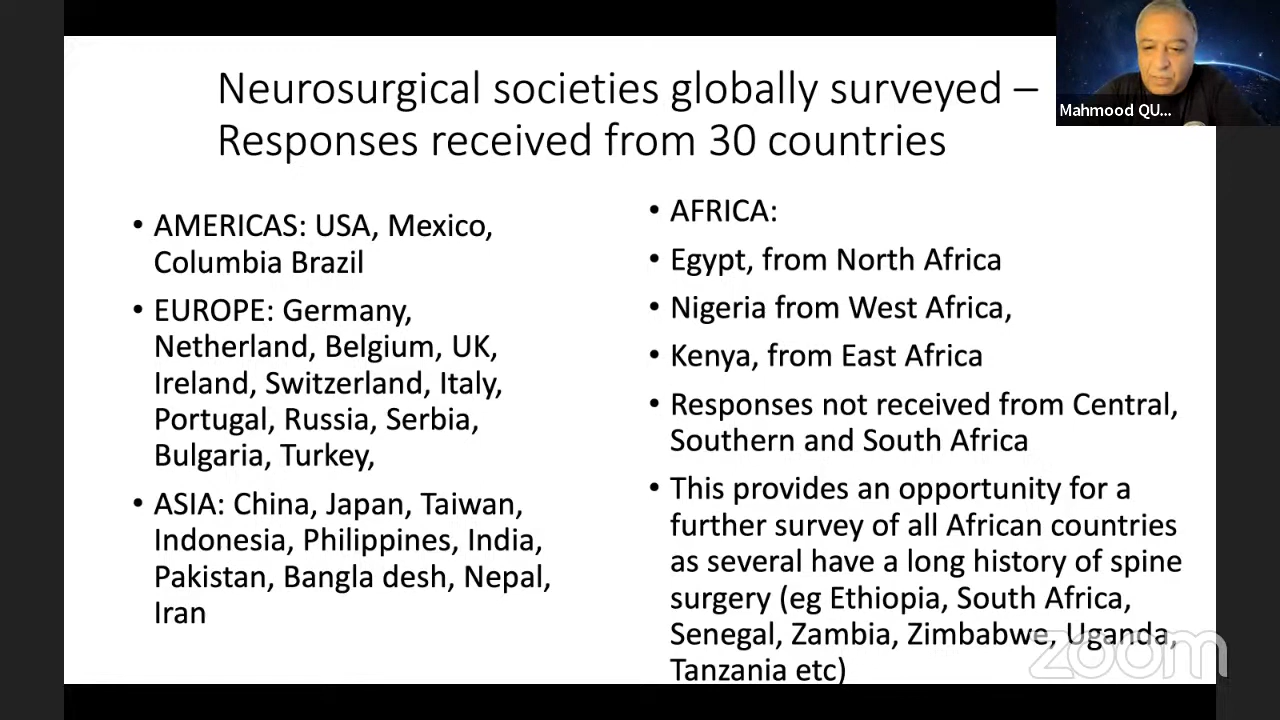 Neurosurgical societies globally surveyed –
Responses received from 30 countries
• AMERICAS: USA, Mexico,
Columbia Brazil
• EUROPE: Germany,
Netherland, Belgium, UK,
Ireland, Switzerland, Italy,
Portugal, Russia, Serbia,
Bulgaria, Turkey,
• ASIA: China, Japan, Taiwan,
Indonesia, Philippines, India,
Pakistan, Bangla desh, Nepal,
Iran
• AFRICA:
• Egypt, from North Africa
• Nigeria from West Africa,
• Kenya, from East Africa
• Responses not received from Central,
Southern and South Africa
• This provides an opportunity for a
further survey of all African countries
as several have a long history of spine
surgery (eg Ethiopia, South Africa,
Senegal, Zambia, Zimbabwe, Uganda,
Tanzania etc)
Mahmood QU...
zoom